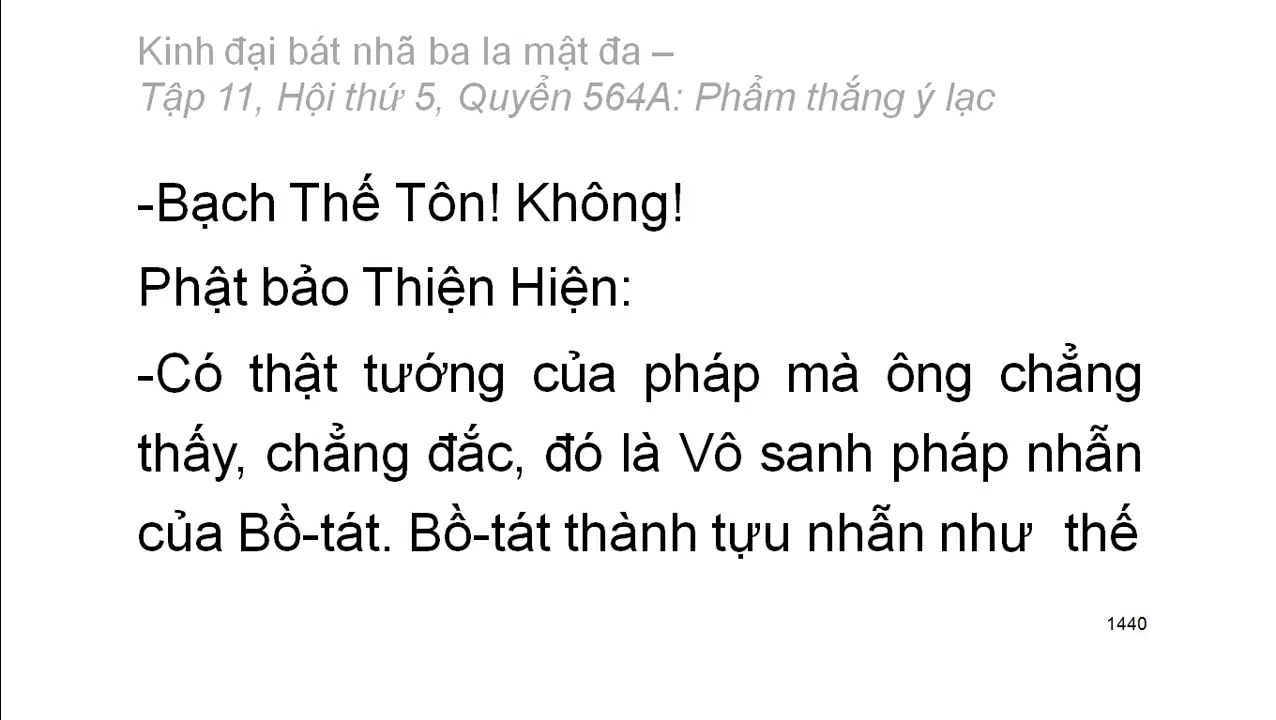 Kinh đại bát nhã ba la mật đa –
Tập 11, Hội thứ 5, Quyển 564A: Phẩm thắng ý lạc
-Bạch Thế Tôn! Không!
Phật bảo Thiện Hiện:
-Có thật tướng của pháp mà ông chẳng
thấy, chẳng đắc, đó là Vô sanh pháp nhẫn
của Bồ-tát. Bồ-tát thành tựu nhẫn như thế
1440